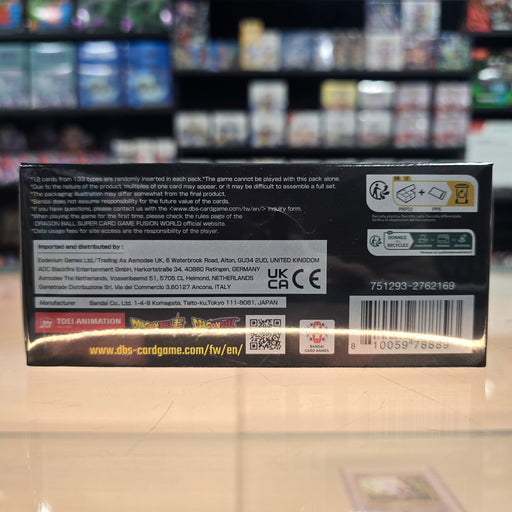 *12 cards from 133 types are randomly inserted in each pack.*The game cannot be played with this pack alone.
*Due to the nature of the product, multiples of one card may appear, or it may be difficult to assemble a full set.
*The packaging illustration may differ somewhat from the final product.
*Bandai does not assume responsibility for the future value of the cards.
*If you have questions, please contact us with the <www.dbs-cardgame.com/fw/en/> inquiry form.
*When playing the game for the first time, please check the rules page of the
DRAGON BALL SUPER CARD GAME FUSION WORLD official website.
*Data usage fees for site access are the responsibility of the customer.
Imported and distributed by :
Esdevium Games Ltd./Trading As Asmodee UK, 6 Waterbrook Road, Alton, GU34 2UD, UNITED KINGDOM
ADC Blackfire Entertainment GmbH, Harkortstraße 34, 40880 Ratingen, GERMANY
Asmodee The Netherlands, Vossenbeemd 51, 5705 CL Helmond, NETHERLANDS
Gametrade Distribuzioni Srl, Via del Commercio 3,60127 Ancona, ITALY
UK
CA
CE
Manufacturer
Bandai Co., Ltd. 1-4-8 Komagata, Taito-ku,Tokyo 111-8081, JAPAN
TOEI ANIMATION
DRAGONBALL
DRAGONBALL
www.dbs-cardgame.com/fw/en/
BANDAI
CARD GAMES
DONNEZ
RECYCLEZ
751293-2762169
8 10059 78589